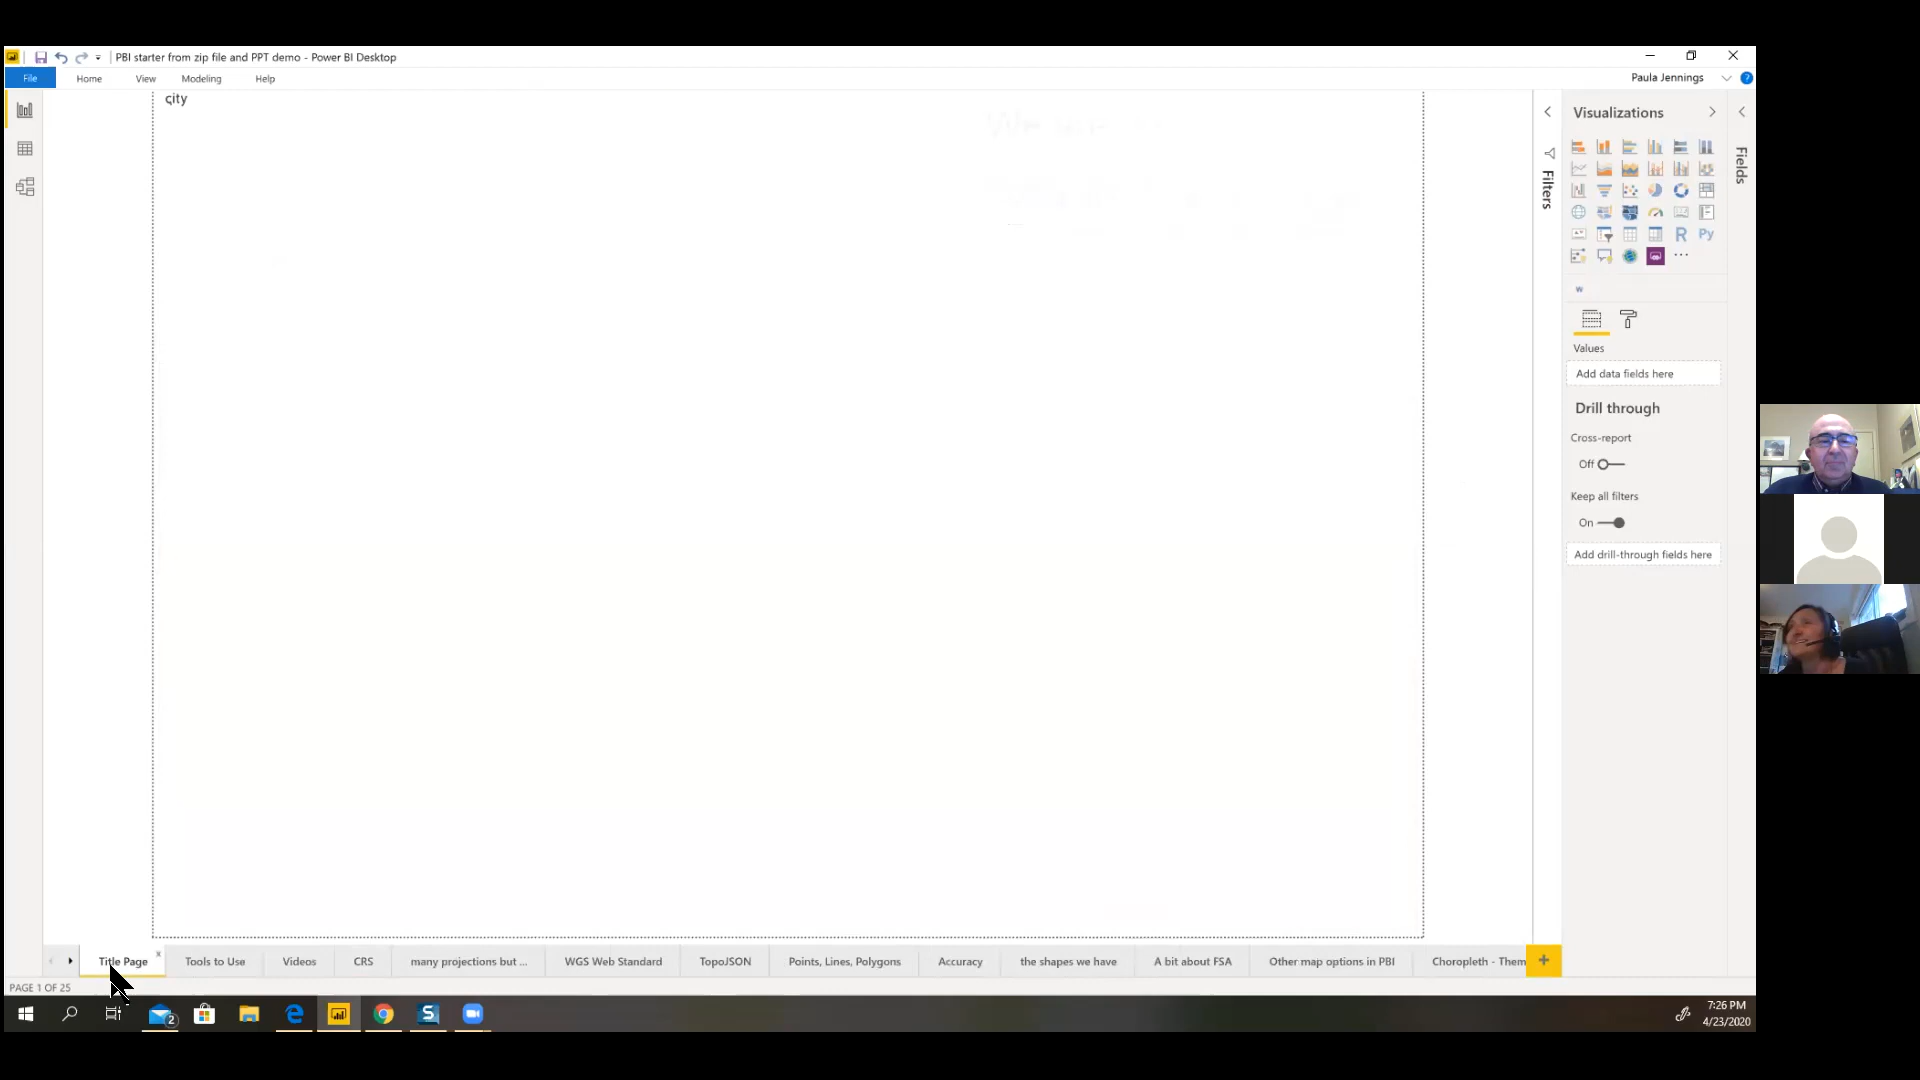 PBI starter from zip file and PPT demo - Power BI Desktop
File Home View Modeling Help
Paula Jennings
?
city
Visualizations
Filters
Fields
R Py
w
Values
Add data fields here
Drill through
Cross-report
Off
Keep all filters
On
Add drill-through fields here
Title Page x Tools to Use Videos CRS many projections but ... WGS Web Standard TopoJSON Points, Lines, Polygons Accuracy the shapes we have A bit about FSA Other map options in PBI Choropleth - Them +
PAGE 1 OF 25
2
7:26 PM
4/23/2020